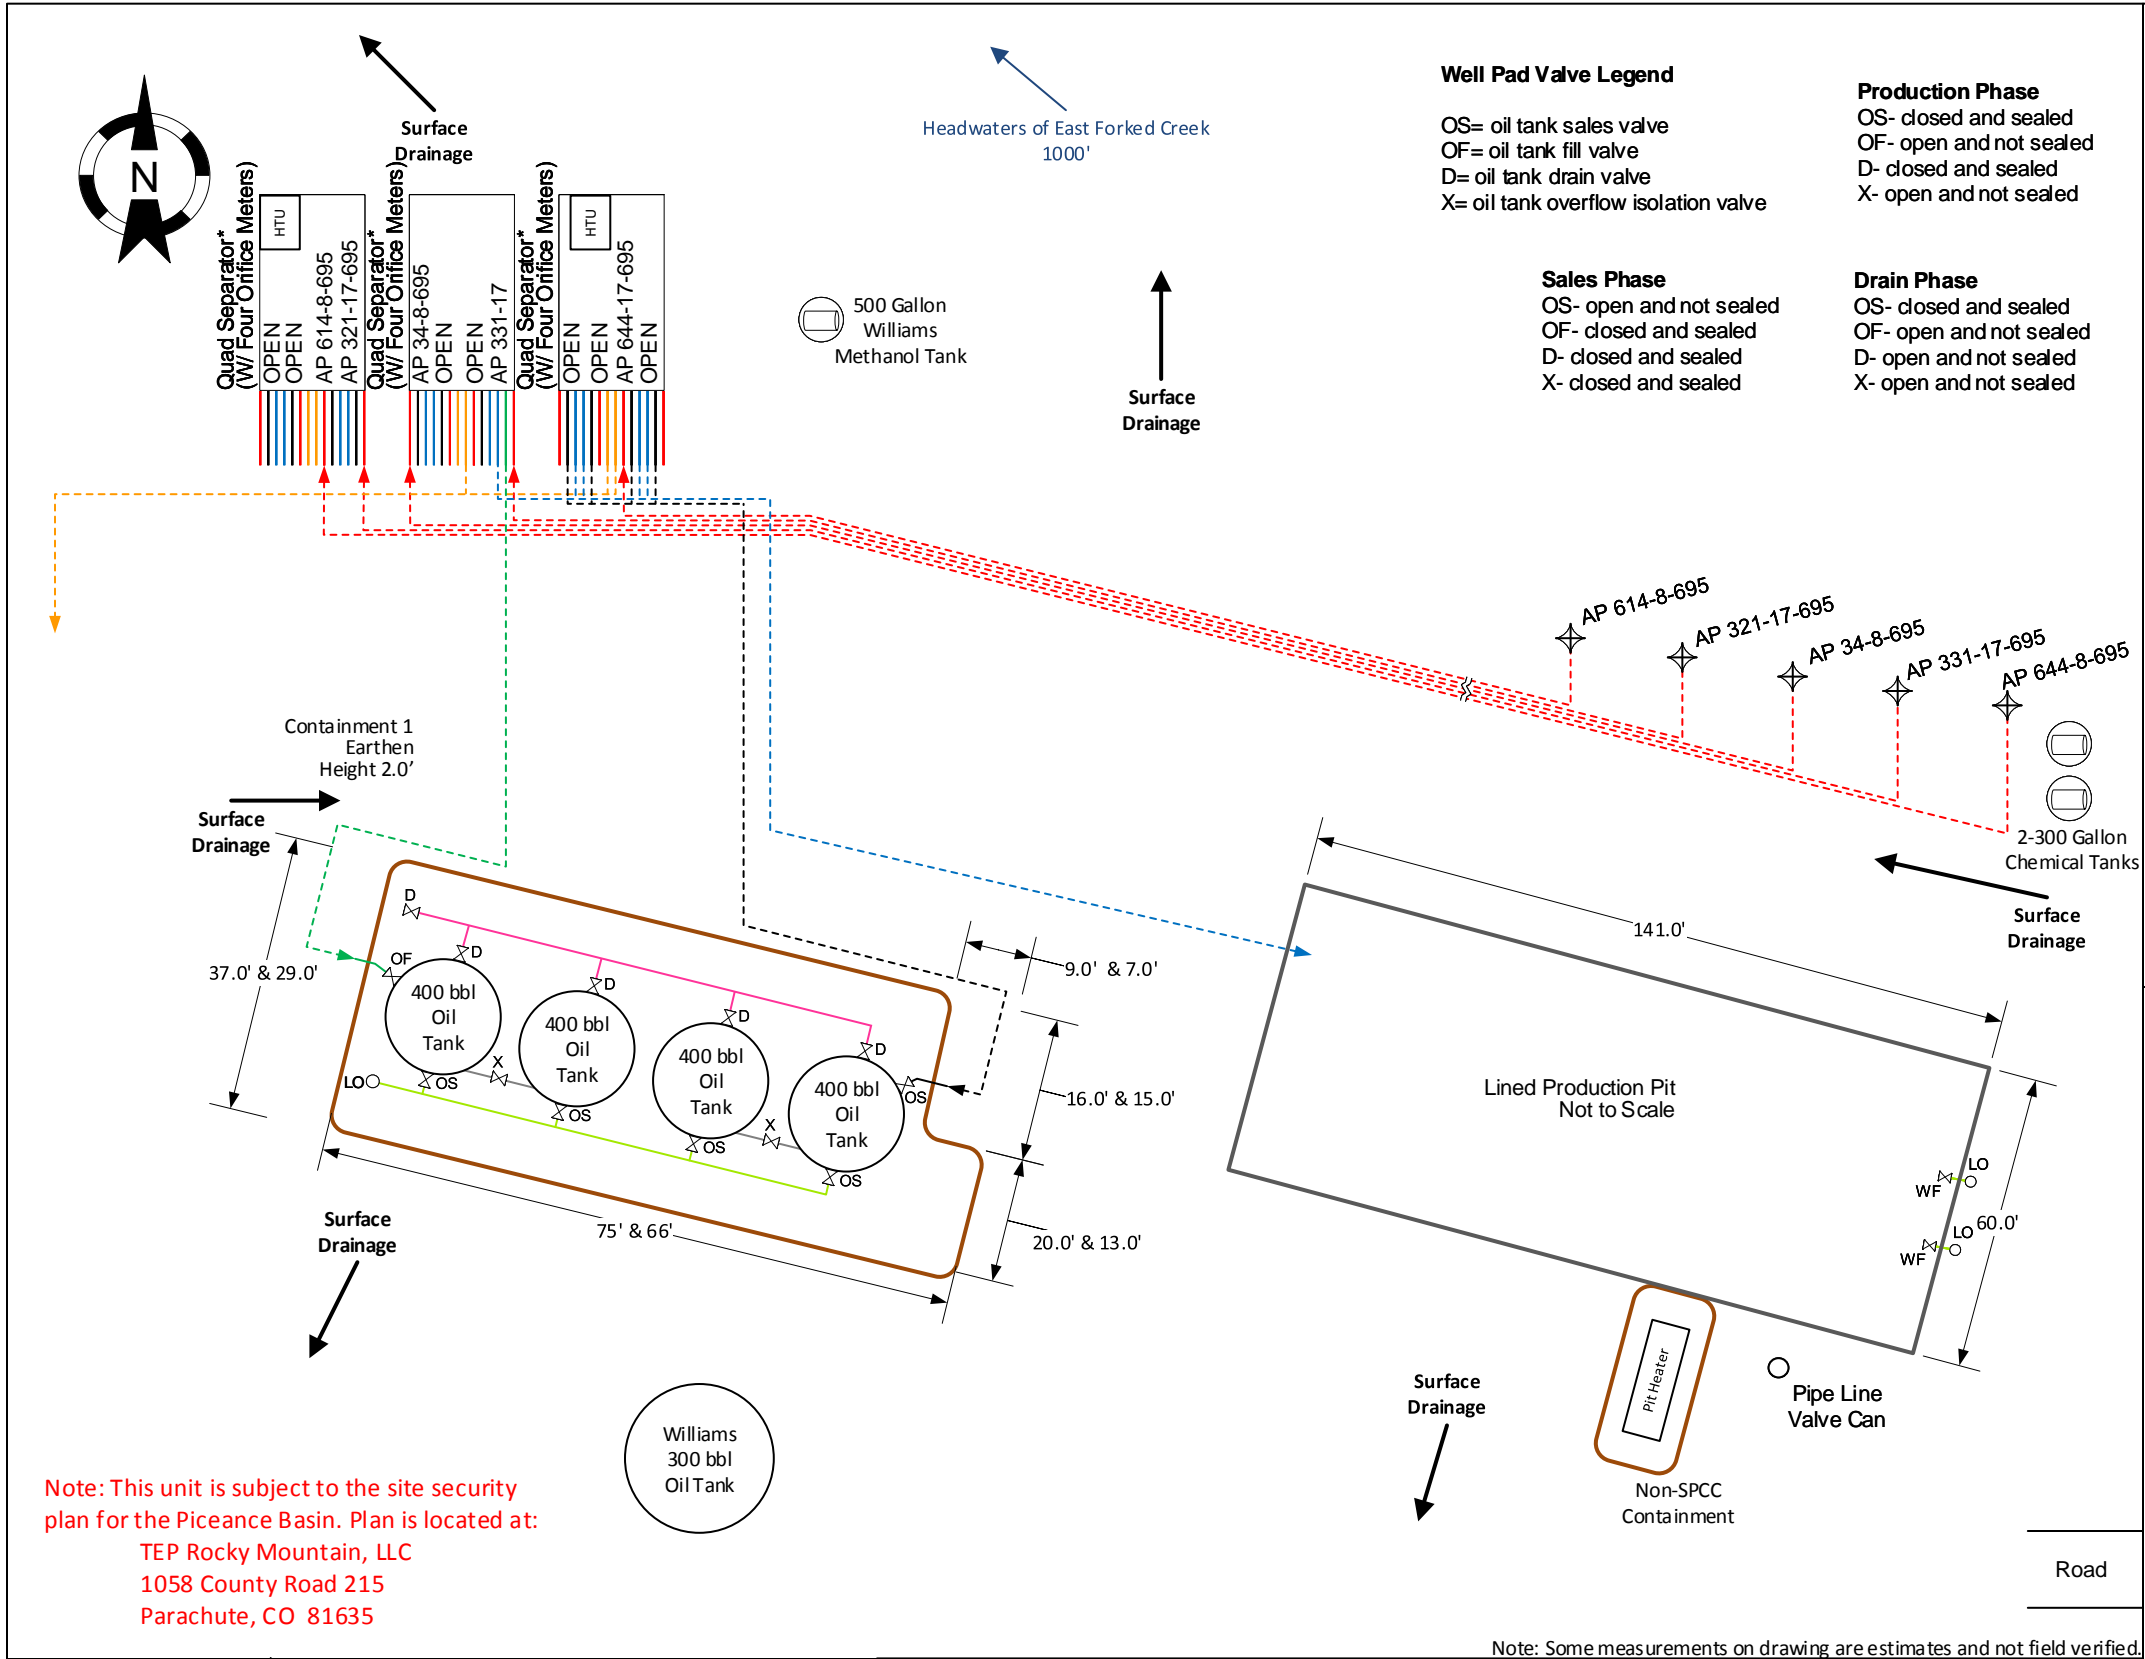 Surface
Drainage
Headwaters of East Forked Creek
1000'
Well Pad Valve Legend
OS= oil tank sales valve
OF= oil tank fill valve
D= oil tank drain valve
X= oil tank overflow isolation valve
Production Phase
OS- closed and sealed
OF- open and not sealed
D- closed and sealed
X- open and not sealed
Sales Phase
OS- open and not sealed
OF- closed and sealed
D- closed and sealed
X- closed and sealed
Drain Phase
OS- closed and sealed
OF- open and not sealed
D- open and not sealed
X- open and not sealed
N
Quad Separator*
(W/ Four Orifice Meters)
HTU
OPEN
OPEN
AP 614-8-695
AP 321-17-695
Quad Separator*
(W/ Four Orifice Meters)
AP 34-8-695
OPEN
OPEN
AP 331-17
Quad Separator*
(W/ Four Orifice Meters)
HTU
OPEN
OPEN
AP 644-17-695
OPEN
500 Gallon
Williams
Methanol Tank
Surface
Drainage
AP 614-8-695
AP 321-17-695
AP 34-8-695
AP 331-17-695
AP 644-8-695
2-300 Gallon
Chemical Tanks
Surface
Drainage
Containment 1
Earthen
Height 2.0’
Surface
Drainage
37.0' & 29.0'
D
OF
D
D
D
D
400 bbl
Oil
Tank
400 bbl
Oil
Tank
400 bbl
Oil
Tank
400 bbl
Oil
Tank
X
X
LO
OS
OS
OS
OS
OS
9.0' & 7.0'
16.0' & 15.0'
20.0' & 13.0'
75' & 66'
141.0'
Lined Production Pit
Not to Scale
LO
WF
LO
WF
60.0'
Surface
Drainage
Surface
Drainage
Pit Heater
Pipe Line
Valve Can
Non-SPCC
Containment
Williams
300 bbl
Oil Tank
Note: This unit is subject to the site security
plan for the Piceance Basin. Plan is located at:
TEP Rocky Mountain, LLC
1058 County Road 215
Parachute, CO 81635
Road
Note: Some measurements on drawing are estimates and not field verified.